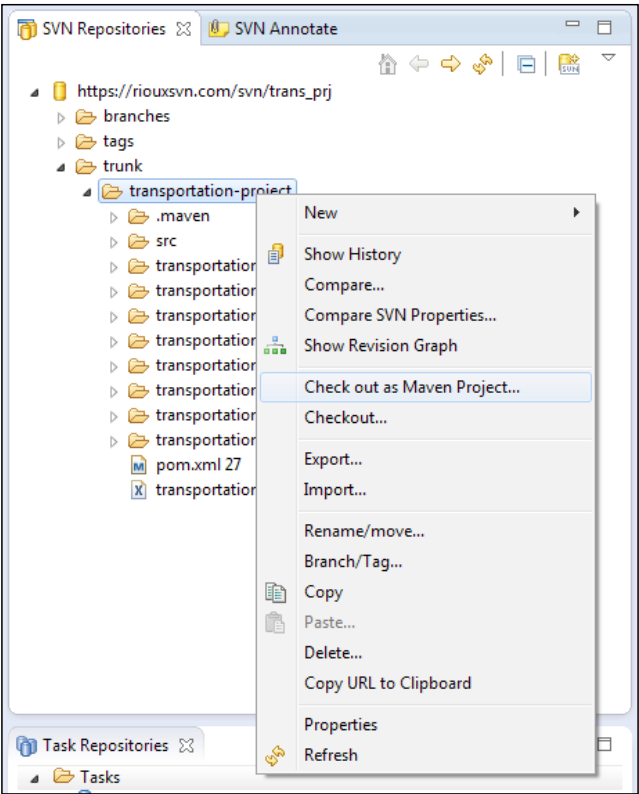 SVN Repositories SVN Annotate
SVN
https://riouxsvn.com/svn/trans_prj
branches
tags
trunk
transportation-project
.maven
src
transportation
transportation
transportation
transportation
transportation
transportation
transportation
transportation
pom.xml 27
transportation
New
Show History
Compare...
Compare SVN Properties...
Show Revision Graph
Check out as Maven Project...
Checkout...
Export...
Import...
Rename/move...
Branch/Tag...
Copy
Paste...
Delete...
Copy URL to Clipboard
Properties
Refresh
Task Repositories
Tasks